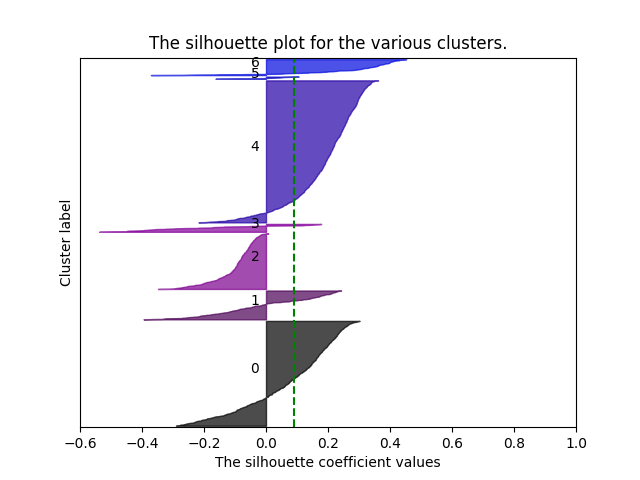 The silhouette plot for the various clusters.
6
5
4
3
2
1
0
Cluster label
−0.6 −0.4 −0.2 0.0 0.2 0.4 0.6 0.8 1.0
The silhouette coefficient values